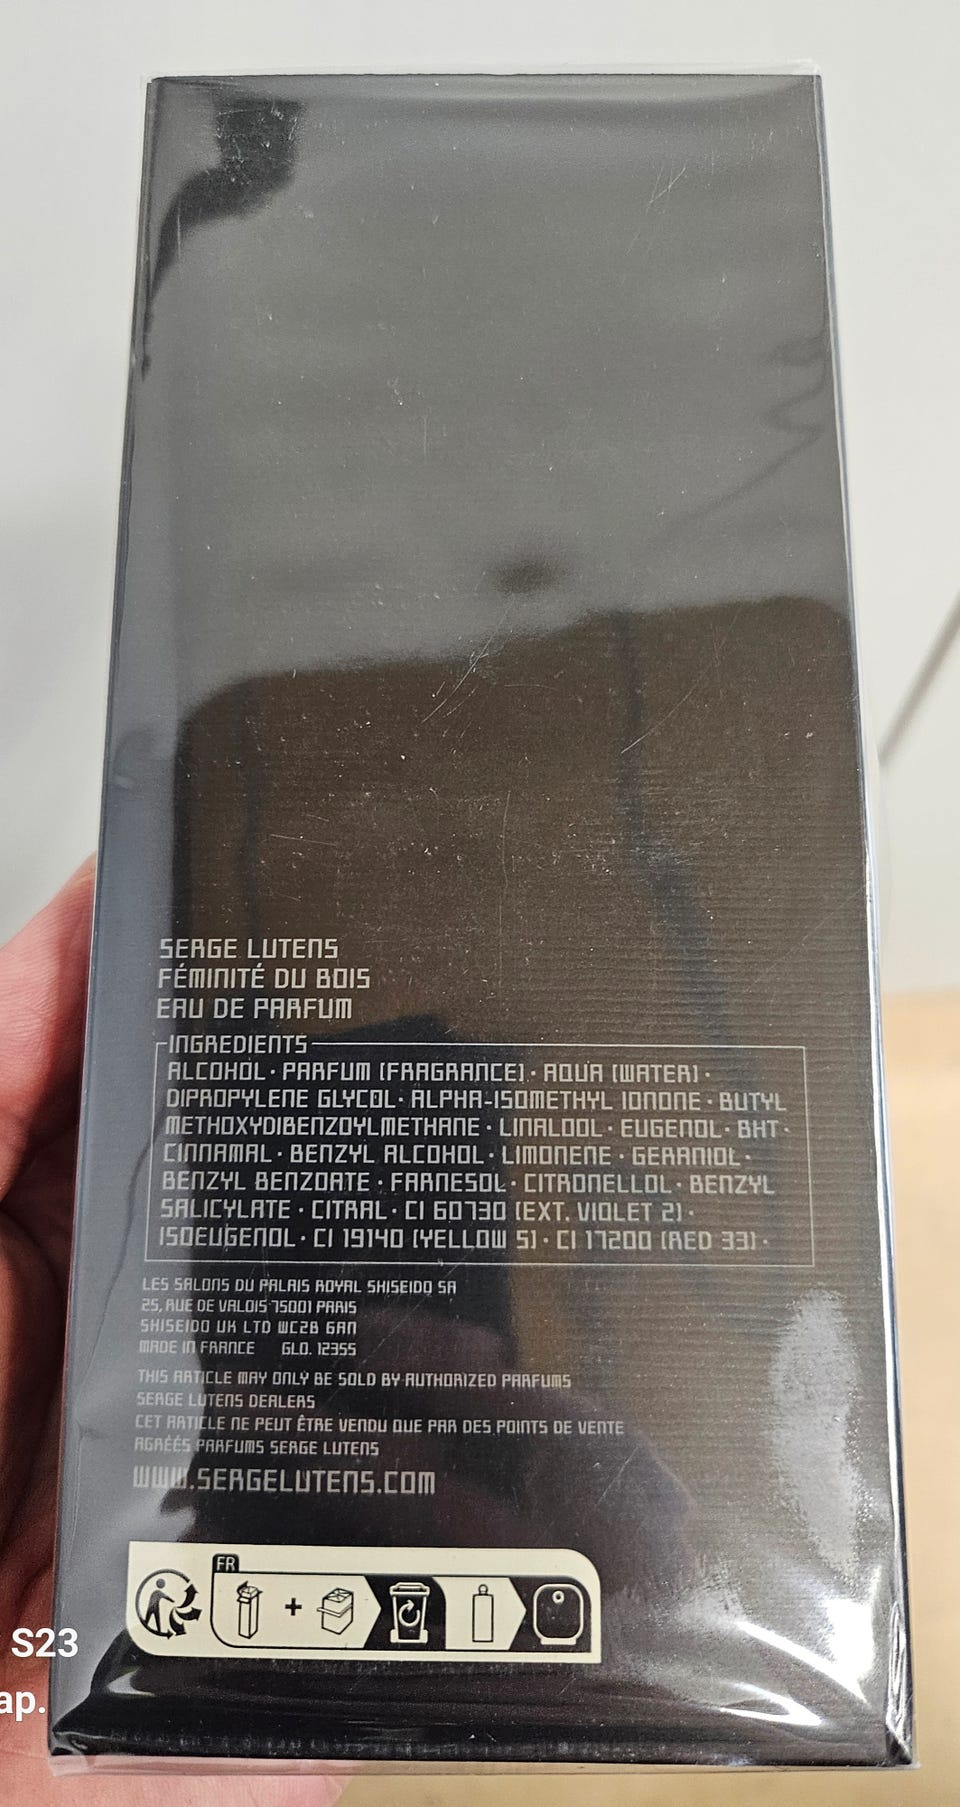 SERGE LUTENS
FÉMINITÉ DU BOIS
EAU DE PARFUM
INGREDIENTS
ALCOHOL · PARFUM (FRAGRANCE) · AQUA (WATER) ·
DIPROPYLENE GLYCOL · ALPHA-ISOMETHYL IONONE · BUTYL
METHOXYDIBENZOYLMETHANE · LINALOOL · EUGENOL · BHT ·
CINNAMAL · BENZYL ALCOHOL · LIMONENE · GERANIOL ·
BENZYL BENZOATE · FARNESOL · CITRONELLOL · BENZYL
SALICYLATE · CITRAL · CI 60730 (EXT. VIOLET 2) ·
ISOEUGENOL · CI 19140 (YELLOW 5) · CI 17200 (RED 33) ·
LES SALONS DU PALAIS ROYAL SHISEIDO SA
25, RUE DE VALOIS 75001 PARIS
SHISEIDO UK LTD WC2B 6AN
MADE IN FRANCE GLO. 12355
THIS ARTICLE MAY ONLY BE SOLD BY AUTHORIZED PARFUMS
SERGE LUTENS DEALERS
CET ARTICLE NE PEUT ÊTRE VENDU QUE PAR DES POINTS DE VENTE
AGRÉÉS PARFUMS SERGE LUTENS
WWW.SERGELUTENS.COM
FR
+
S23
ap.